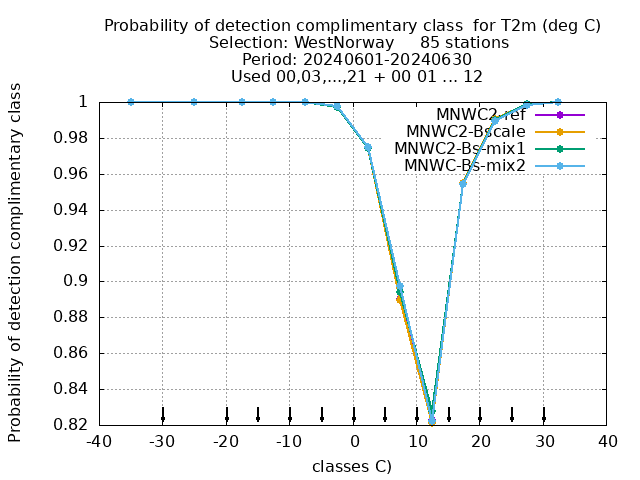 Probability of detection complimentary class  for T2m (deg C)
Selection: WestNorway     85 stations
Period: 20240601-20240630
Used 00,03,...,21 + 00 01 ... 12
Probability of detection complimentary class
1
0.98
0.96
0.94
0.92
0.9
0.88
0.86
0.84
0.82
MNWC2-ref
MNWC2-Bscale
MNWC2-Bs-mix1
MNWC-Bs-mix2
-40 -30 -20 -10 0 10 20 30 40
classes C)